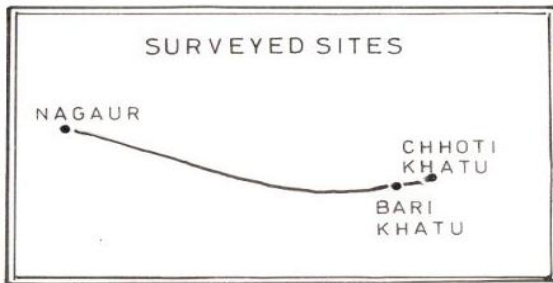 SURVEYED SITES
NAGAUR
CHHOTI
KHATU
BARI
KHATU